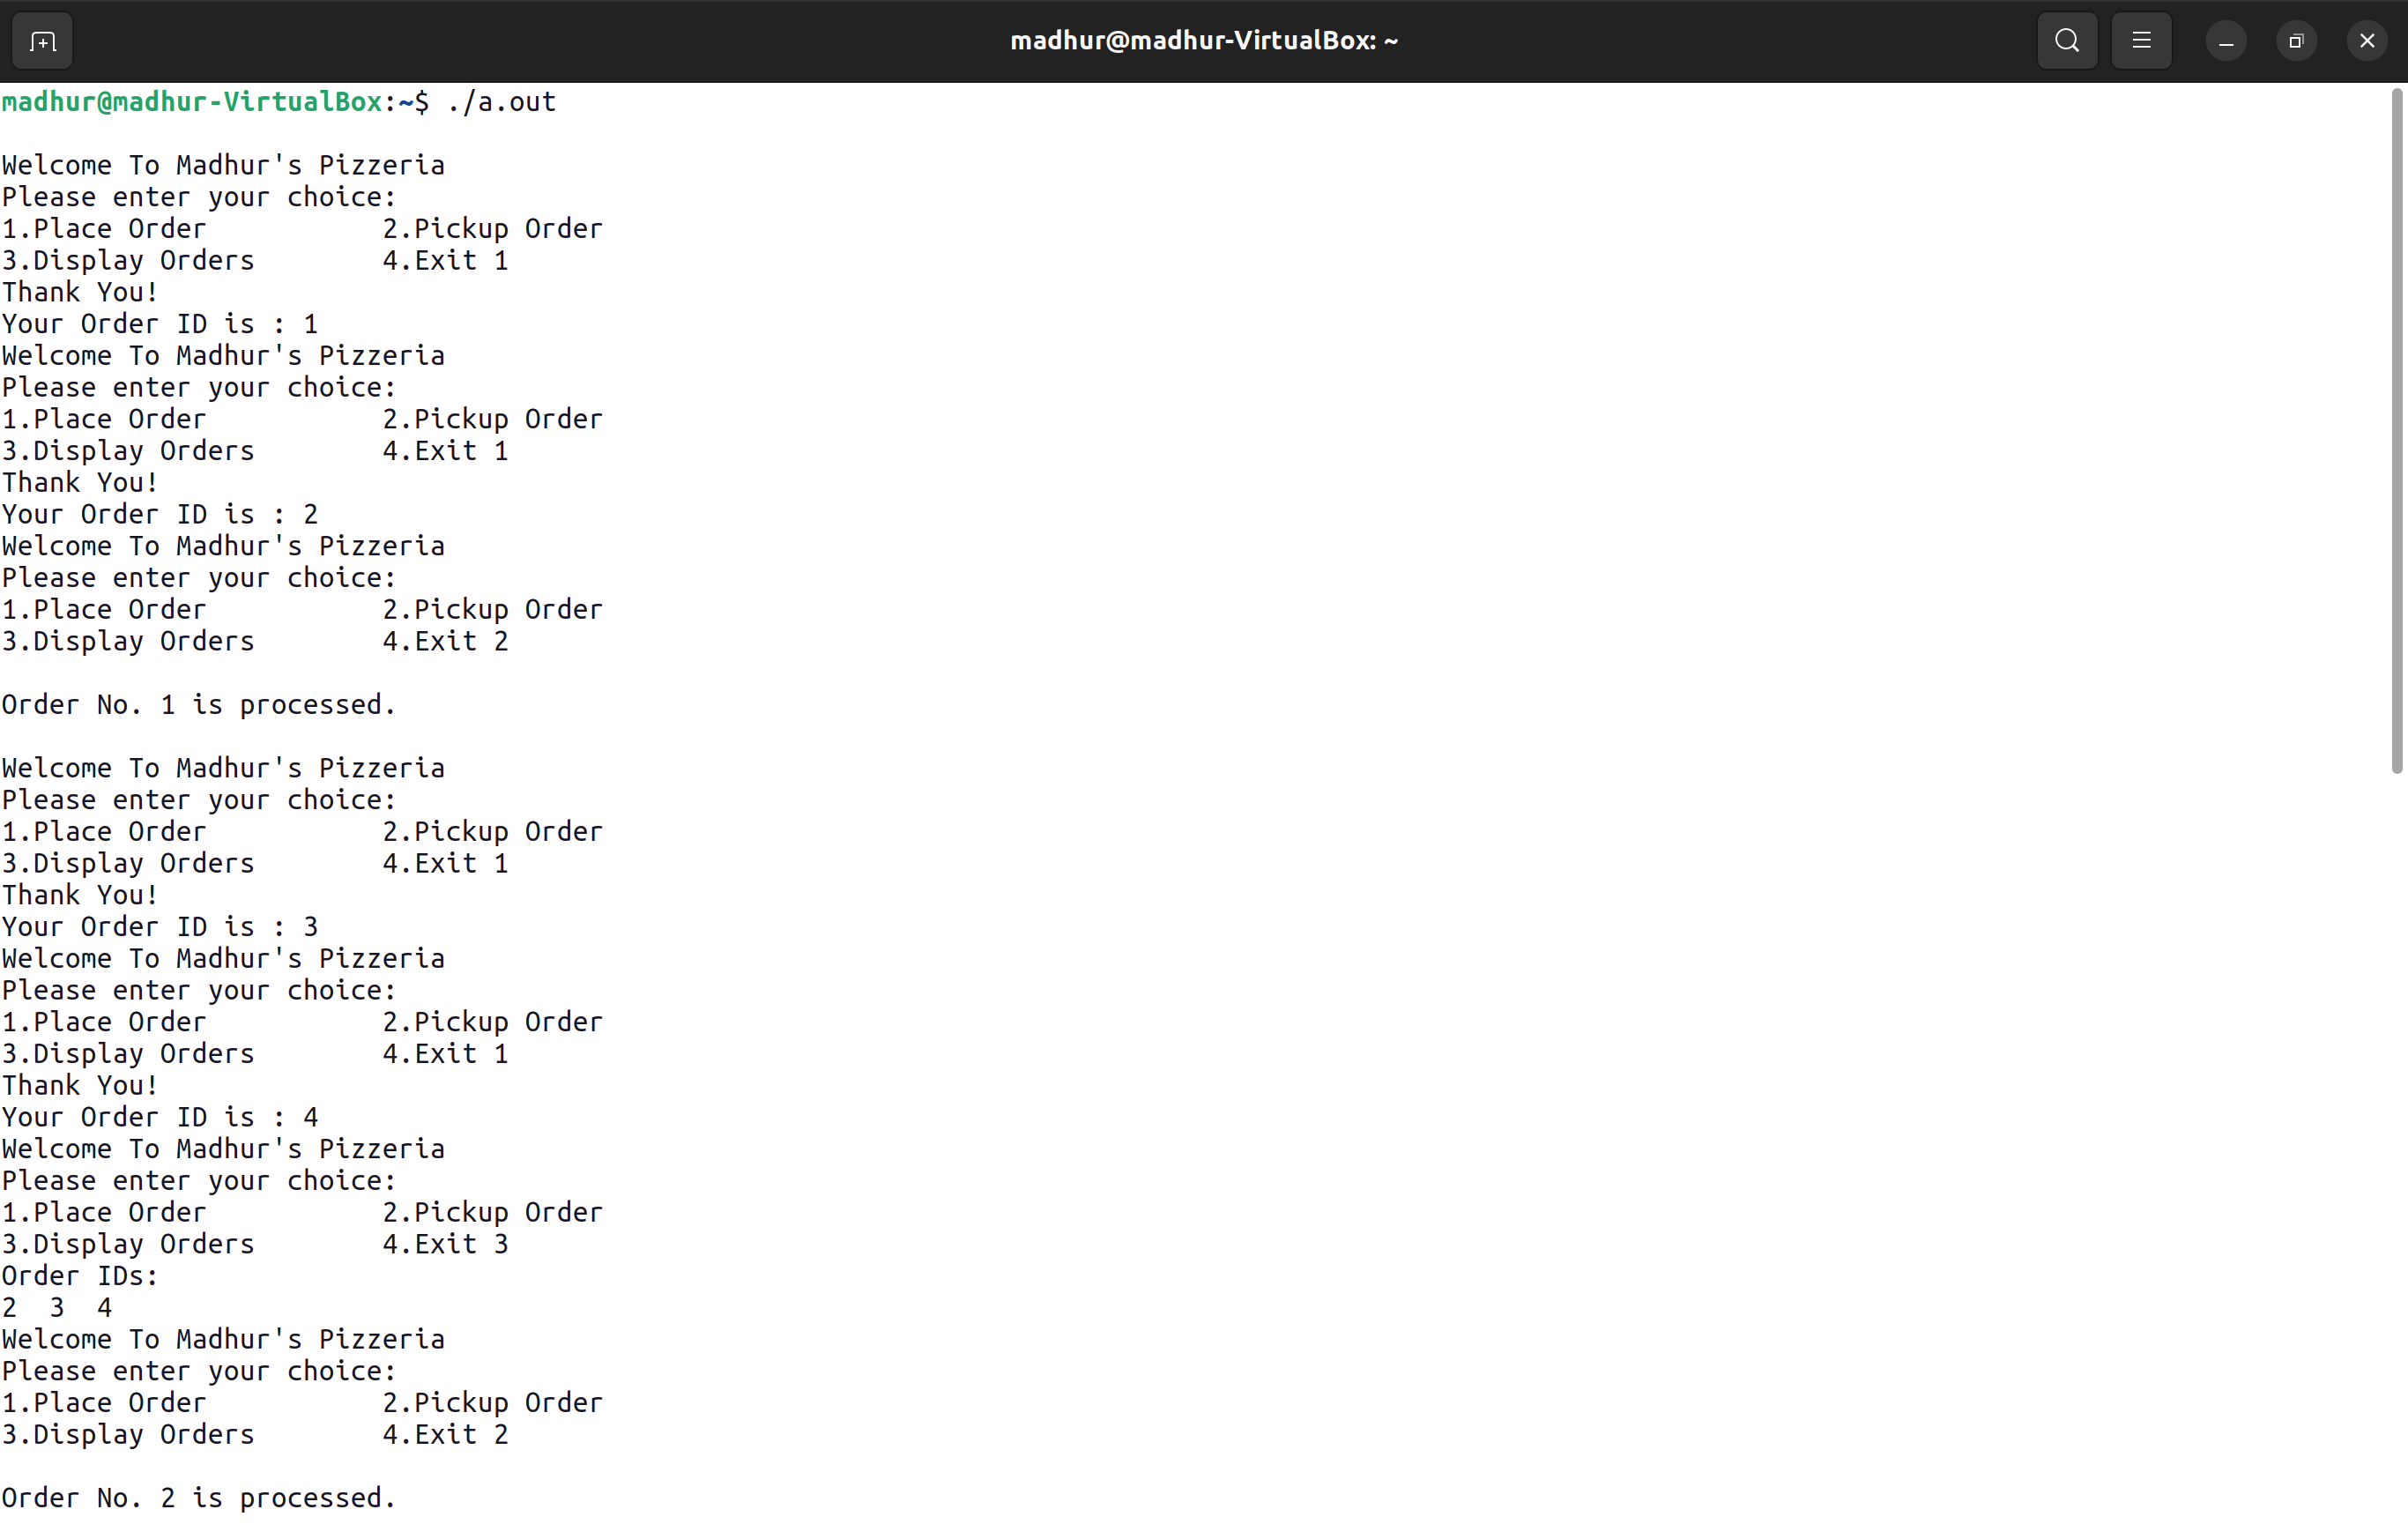 madhur@madhur-VirtualBox: ~
madhur@madhur-VirtualBox:~$ ./a.out
Welcome To Madhur's Pizzeria
Please enter your choice:
1.Place Order 2.Pickup Order
3.Display Orders 4.Exit 1
Thank You!
Your Order ID is : 1
Welcome To Madhur's Pizzeria
Please enter your choice:
1.Place Order 2.Pickup Order
3.Display Orders 4.Exit 1
Thank You!
Your Order ID is : 2
Welcome To Madhur's Pizzeria
Please enter your choice:
1.Place Order 2.Pickup Order
3.Display Orders 4.Exit 2
Order No. 1 is processed.
Welcome To Madhur's Pizzeria
Please enter your choice:
1.Place Order 2.Pickup Order
3.Display Orders 4.Exit 1
Thank You!
Your Order ID is : 3
Welcome To Madhur's Pizzeria
Please enter your choice:
1.Place Order 2.Pickup Order
3.Display Orders 4.Exit 1
Thank You!
Your Order ID is : 4
Welcome To Madhur's Pizzeria
Please enter your choice:
1.Place Order 2.Pickup Order
3.Display Orders 4.Exit 3
Order IDs:
2 3 4
Welcome To Madhur's Pizzeria
Please enter your choice:
1.Place Order 2.Pickup Order
3.Display Orders 4.Exit 2
Order No. 2 is processed.